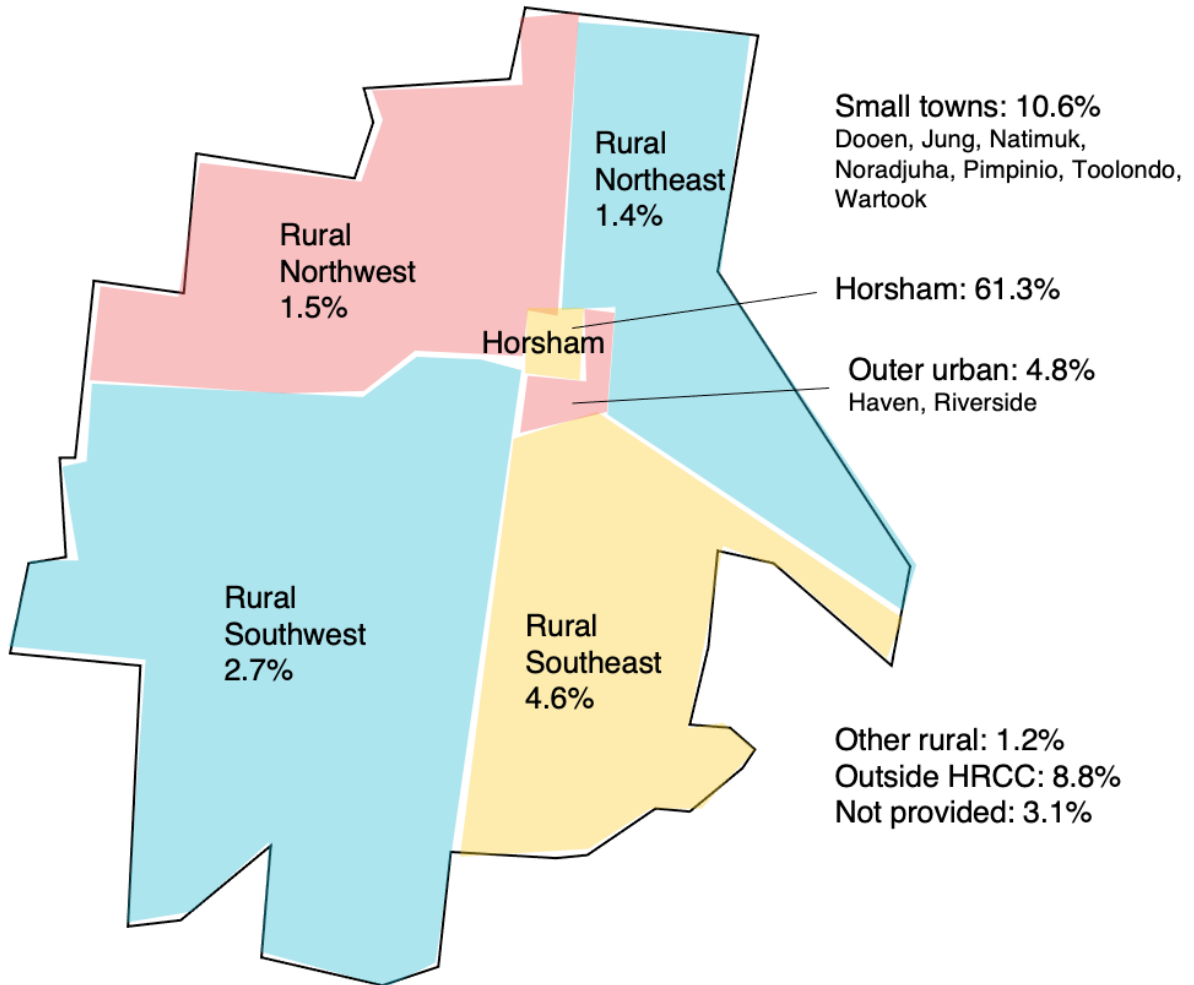 Rural
Northeast
1.4%
Small towns: 10.6%
Dooen, Jung, Natimuk,
Noradjuha, Pimpinio, Toolondo,
Wartook
Rural
Northwest
1.5%
Horsham: 61.3%
Horsham
Outer urban: 4.8%
Haven, Riverside
Rural
Southwest
2.7%
Rural
Southeast
4.6%
Other rural: 1.2%
Outside HRCC: 8.8%
Not provided: 3.1%